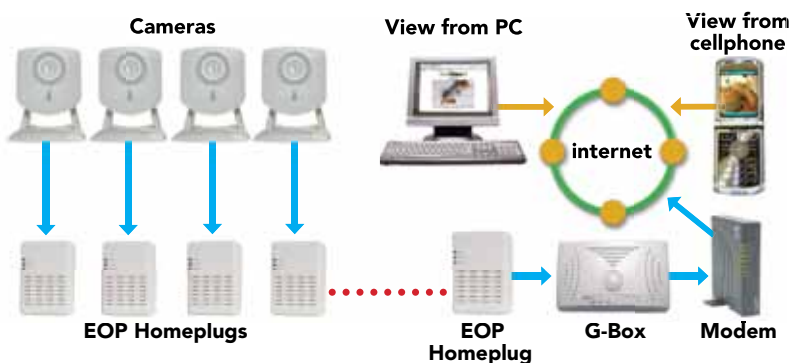 Cameras
View from PC
View from
cellphone
internet
EOP Homeplugs
EOP
Homeplug
G-Box
Modem